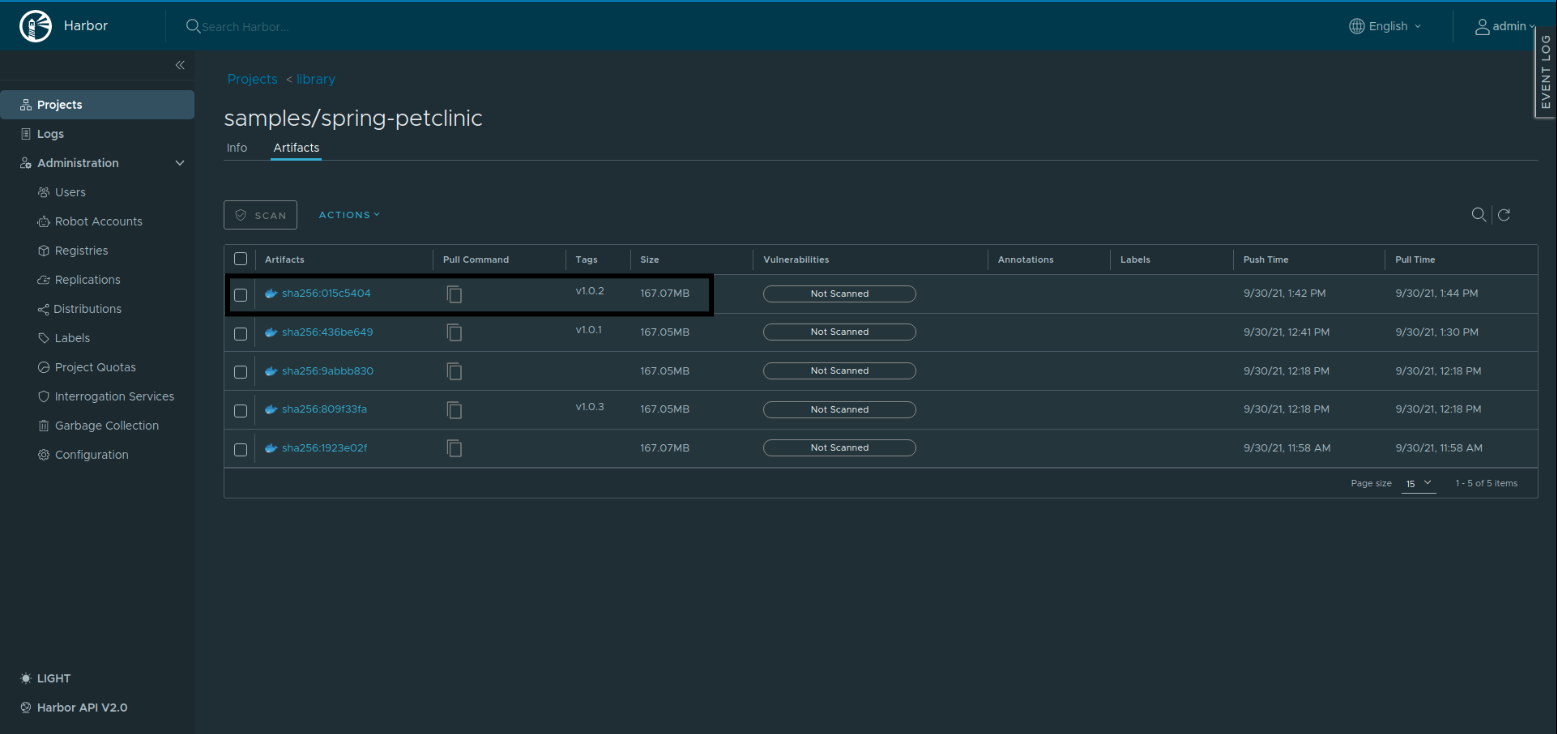 Harbor
Search Harbor...
English
admin
EVENT LOG
Projects
Logs
Administration
Users
Robot Accounts
Registries
Replications
Distributions
Labels
Project Quotas
Interrogation Services
Garbage Collection
Configuration
LIGHT
Harbor API V2.0
Projects < library
samples/spring-petclinic
Info Artifacts
SCAN ACTIONS
Artifacts Pull Command Tags Size Vulnerabilities Annotations Labels Push Time Pull Time
sha256:015c5404 v1.0.2 167.07MB Not Scanned 9/30/21, 1:42 PM 9/30/21, 1:44 PM
sha256:436be649 v1.0.1 167.05MB Not Scanned 9/30/21, 12:41 PM 9/30/21, 1:30 PM
sha256:9abbb830 167.05MB Not Scanned 9/30/21, 12:18 PM 9/30/21, 12:18 PM
sha256:809f33fa v1.0.3 167.05MB Not Scanned 9/30/21, 12:18 PM 9/30/21, 12:18 PM
sha256:1923e02f 167.07MB Not Scanned 9/30/21, 11:58 AM 9/30/21, 11:58 AM
Page size 15 1 - 5 of 5 items